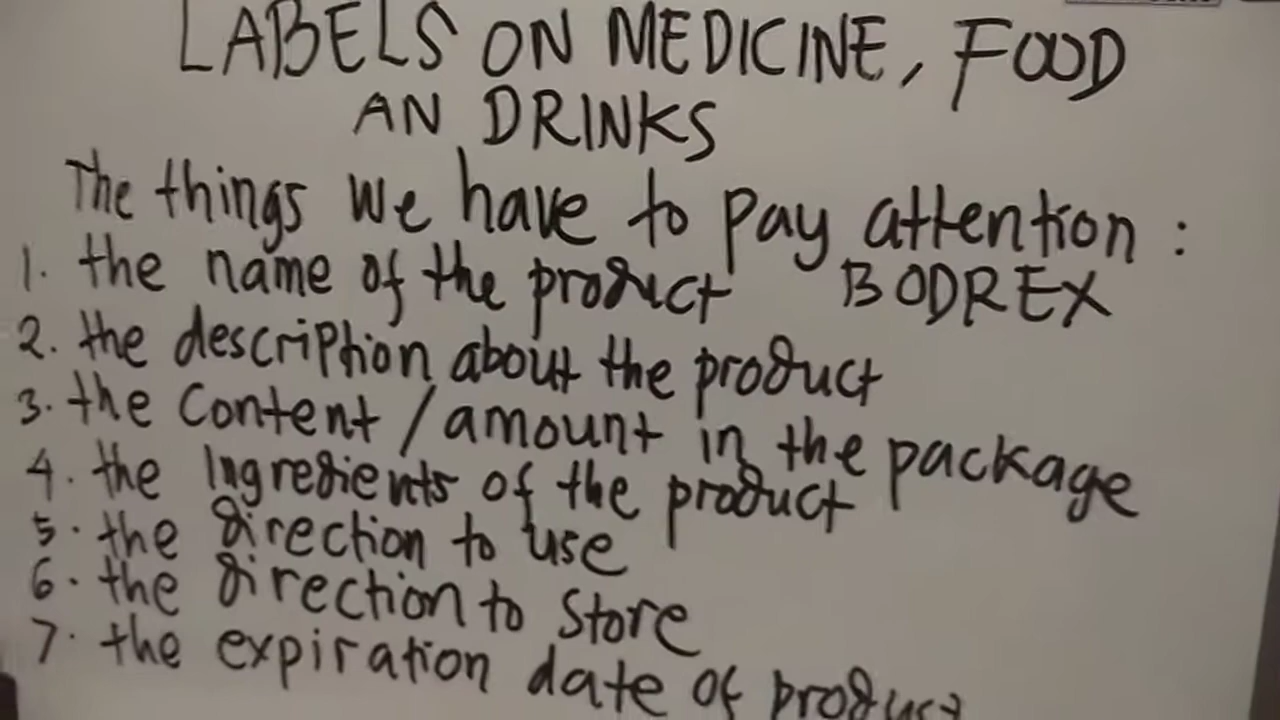 LABELS ON MEDICINE, FOOD
AN DRINKS
The things we have to pay attention :
1. the name of the product BODREX
2. the description about the product
3. the content / amount in the package
4. the Ingredients of the product
5. the direction to use
6. the direction to store
7. the expiration date of product